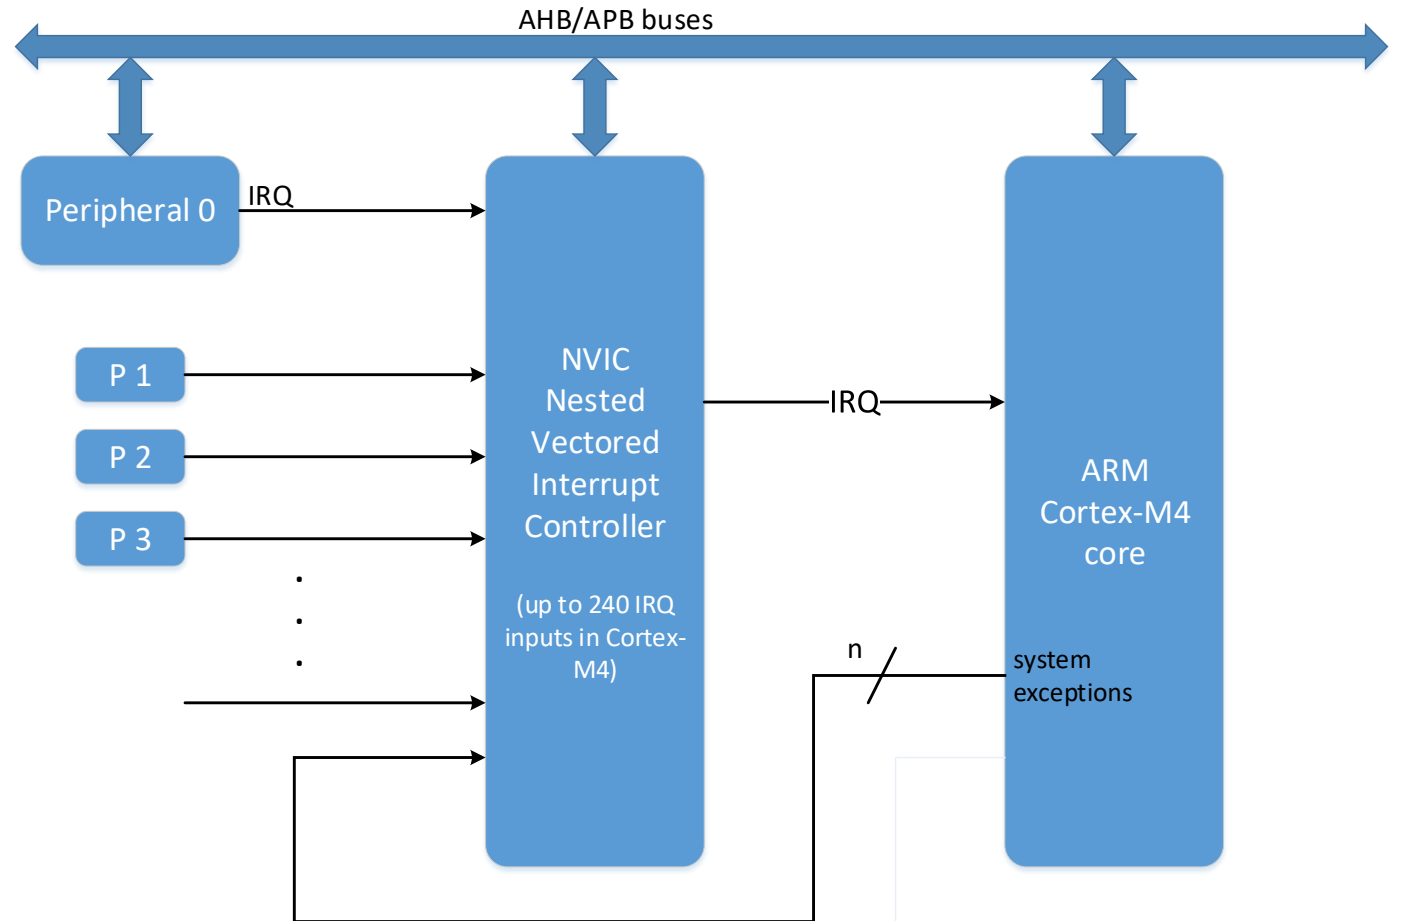 AHB/APB buses
Peripheral 0
IRQ
P 1
P 2
P 3
.
.
.
NVIC
Nested
Vectored
Interrupt
Controller
(up to 240 IRQ
inputs in Cortex-
M4)
IRQ
ARM
Cortex-M4
core
n
system
exceptions